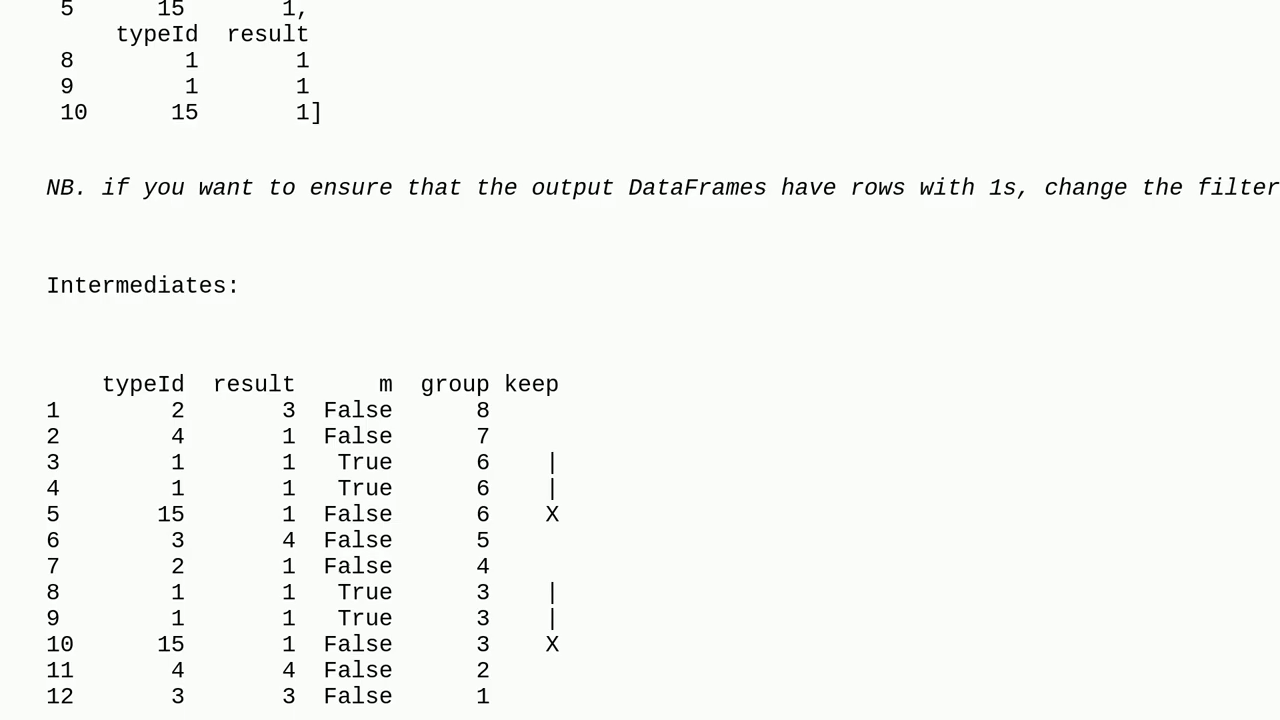 5      15       1,
    typeId  result
8        1       1
9        1       1
10      15       1]
NB. if you want to ensure that the output DataFrames have rows with 1s, change the filter
Intermediates:
    typeId  result      m  group keep
1        2       3  False      8
2        4       1  False      7
3        1       1   True      6    |
4        1       1   True      6    |
5       15       1  False      6    X
6        3       4  False      5
7        2       1  False      4
8        1       1   True      3    |
9        1       1   True      3    |
10      15       1  False      3    X
11       4       4  False      2
12       3       3  False      1